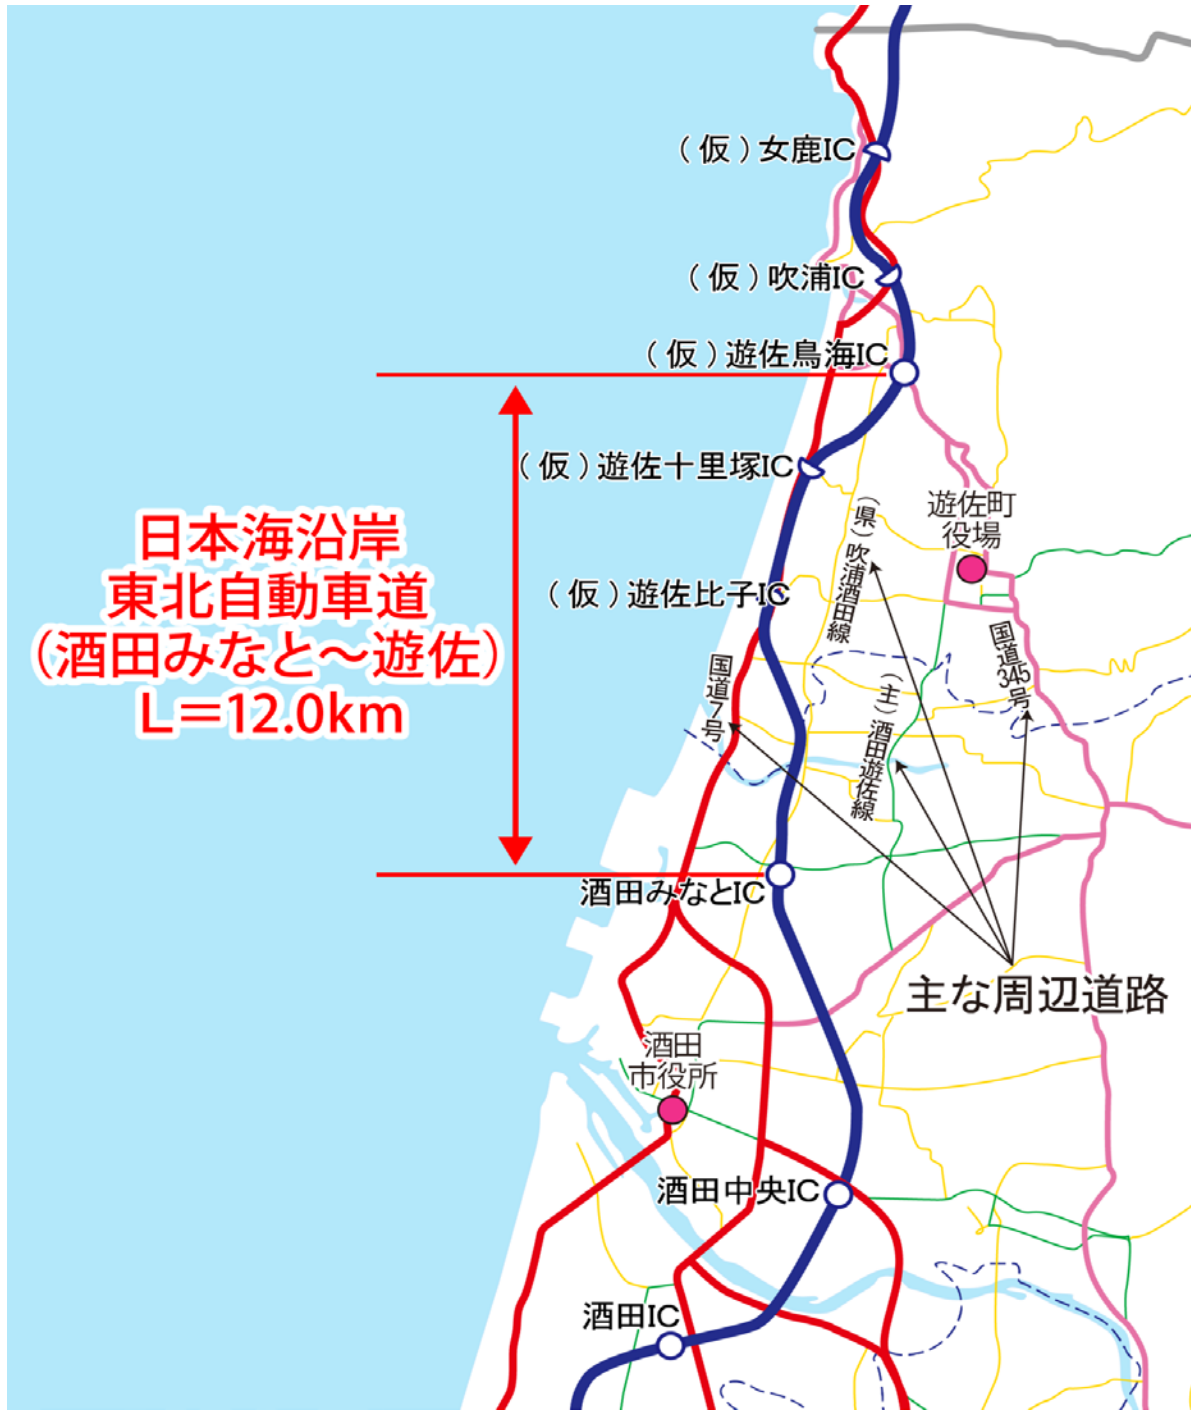 (仮)女鹿IC
(仮)吹浦IC
(仮)遊佐鳥海IC
(仮)遊佐十里塚IC
(県)吹浦酒田線
遊佐町
役場
日本海沿岸
東北自動車道
(酒田みなと～遊佐)
L＝12.0km
(仮)遊佐比子IC
国道345号
国道7号
(主)酒田遊佐線
酒田みなとIC
主な周辺道路
酒田
市役所
酒田中央IC
酒田IC